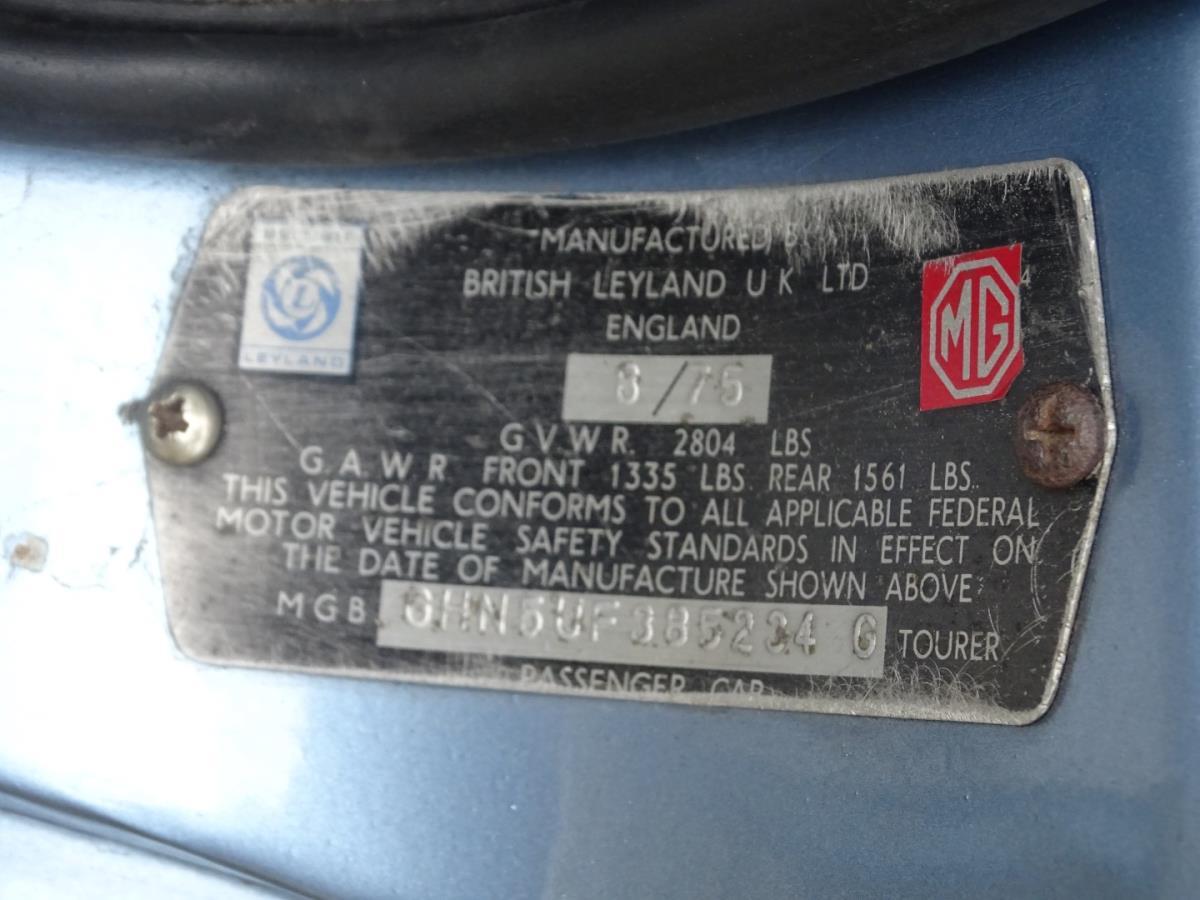 MANUFACTURED B
BRITISH LEYLAND U K LTD
ENGLAND
LEYLAND
MG
8/75
G.V.W.R. 2804 LBS
G.A.W.R. FRONT 1335 LBS. REAR 1561 LBS.
THIS VEHICLE CONFORMS TO ALL APPLICABLE FEDERAL
MOTOR VEHICLE SAFETY STANDARDS IN EFFECT ON
THE DATE OF MANUFACTURE SHOWN ABOVE
MGB. GHN5UF385234 G TOURER
PASSENGER CAR